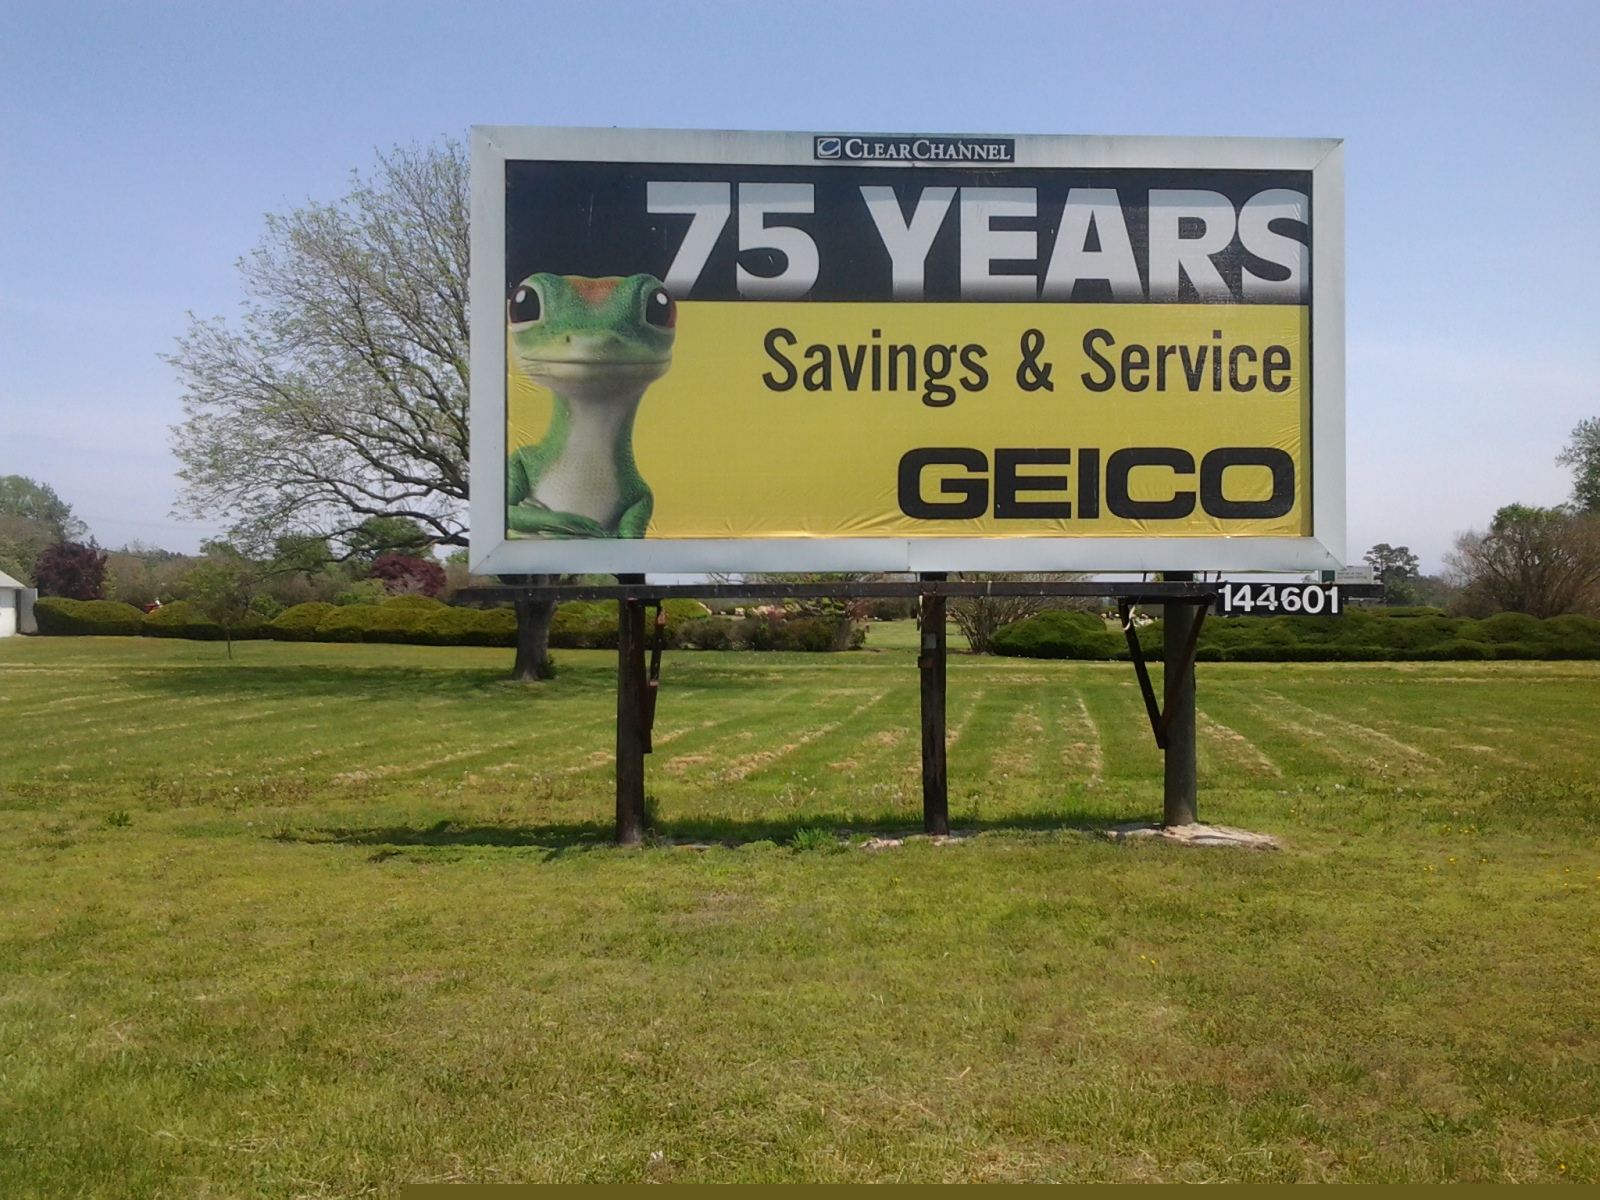 CLEARCHANNEL
75 YEARS
Savings & Service
GEICO
144601